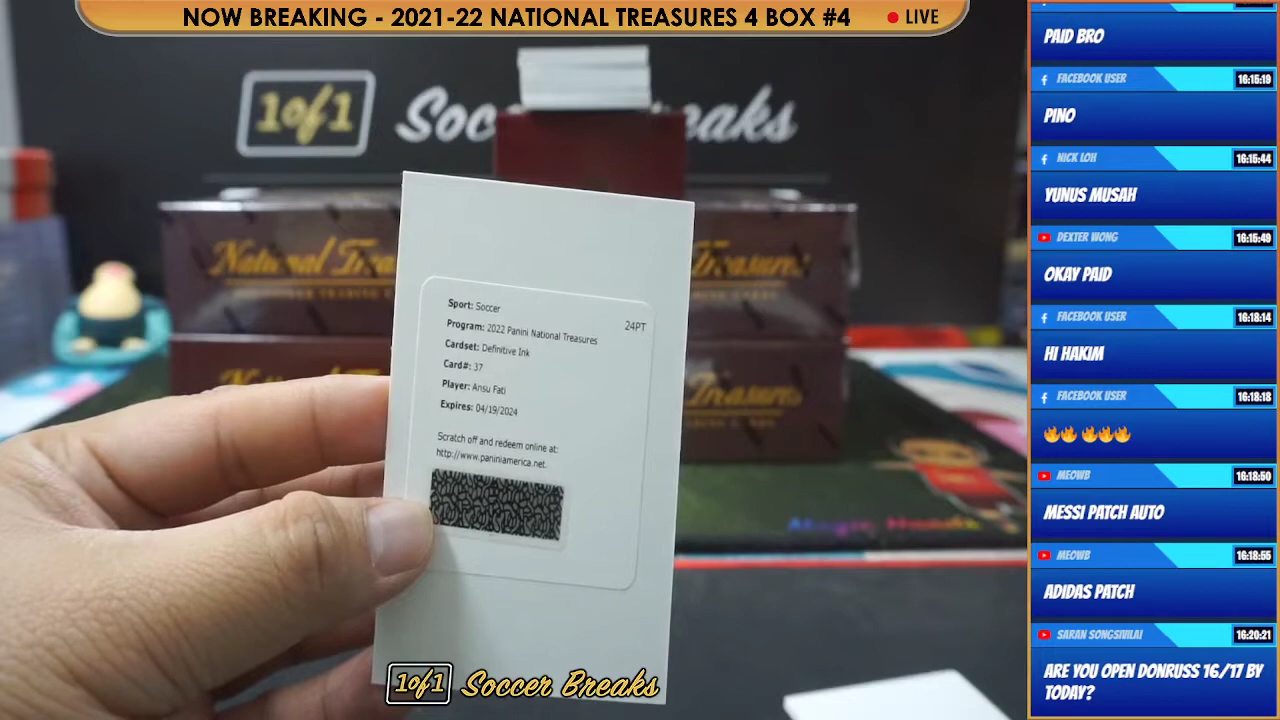 NOW BREAKING - 2021-22 NATIONAL TREASURES 4 BOX #4
LIVE
1of1
National
Treasures
Treasures
Sport: Soccer
24PT
Program: 2022 Panini National Treasures
Cardset: Definitive Ink
Card#: 37
Player: Ansu Fati
Expires: 04/19/2024
Scratch off and redeem online at:
http://www.paniniamerica.net.
1of1 Soccer Breaks
PAID BRO
FACEBOOK USER 16:15:19
PINO
NICK LOH 16:15:44
YUNUS MUSAH
DEXTER WONG 16:15:49
OKAY PAID
FACEBOOK USER 16:18:14
HI HAKIM
FACEBOOK USER 16:18:18
🔥🔥 🔥🔥🔥
MEOWB 16:18:50
MESSI PATCH AUTO
MEOWB 16:18:55
ADIDAS PATCH
SARAN SONGSIVILAI 16:20:21
ARE YOU OPEN DONRUSS 16/17 BY
TODAY?